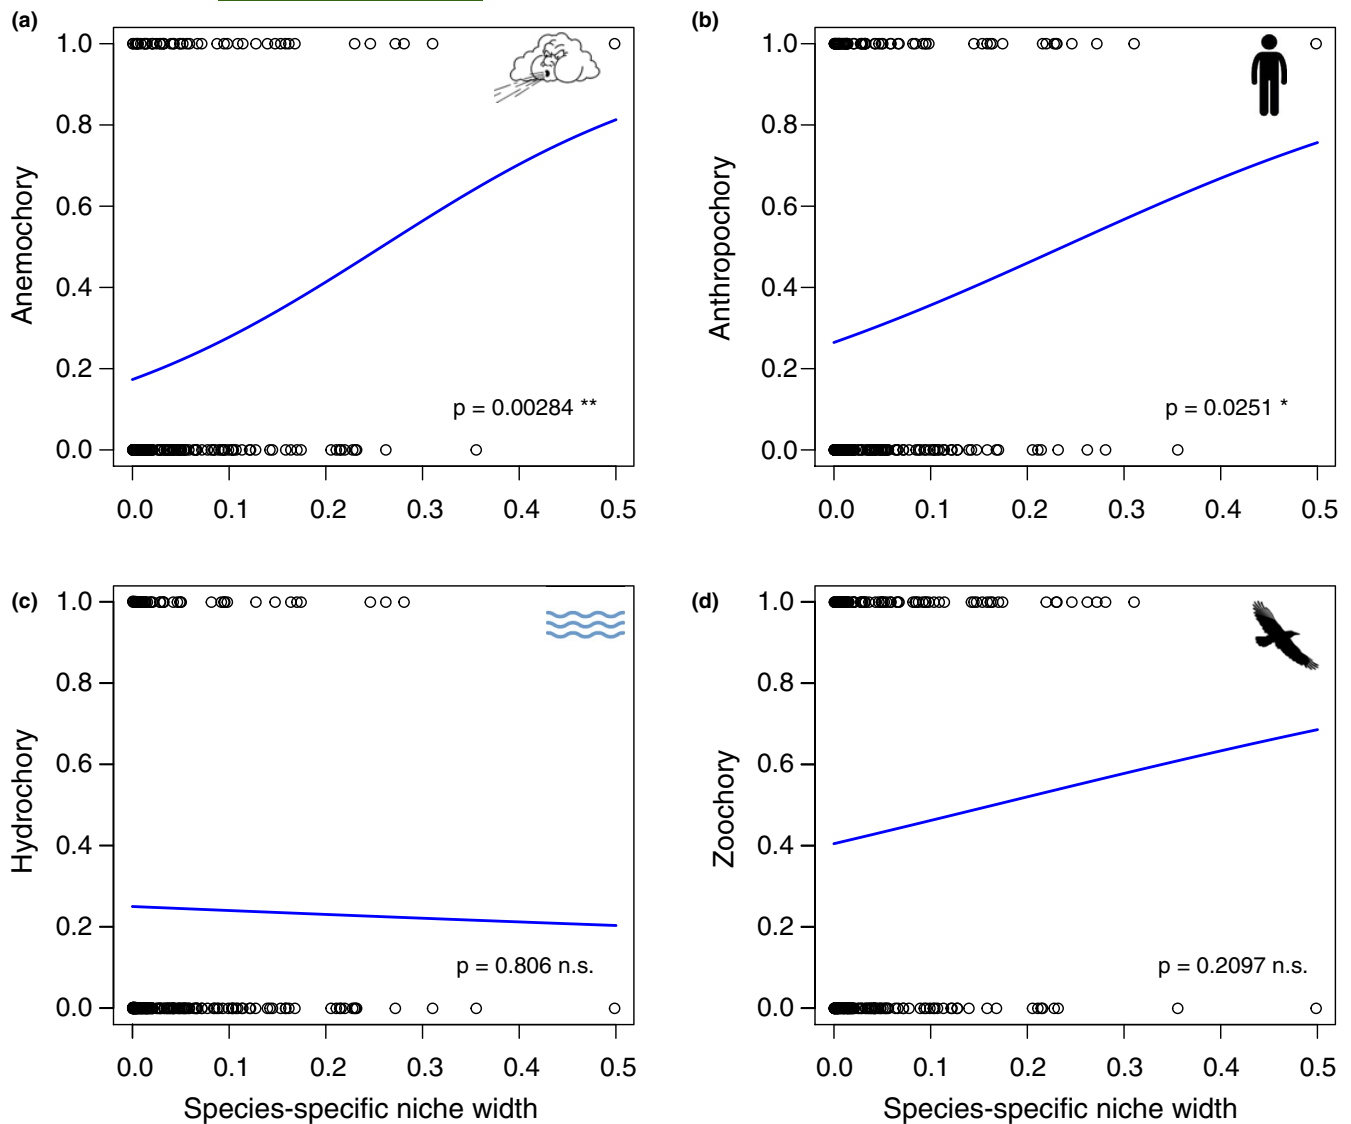 (a)
1.0
0.8
0.6
0.4
0.2
0.0
Anemochory
p = 0.00284 **
0.0 0.1 0.2 0.3 0.4 0.5
(b)
1.0
0.8
0.6
0.4
0.2
0.0
Anthropochory
p = 0.0251 *
0.0 0.1 0.2 0.3 0.4 0.5
(c)
1.0
0.8
0.6
0.4
0.2
0.0
Hydrochory
p = 0.806 n.s.
0.0 0.1 0.2 0.3 0.4 0.5
Species-specific niche width
(d)
1.0
0.8
0.6
0.4
0.2
0.0
Zoochory
p = 0.2097 n.s.
0.0 0.1 0.2 0.3 0.4 0.5
Species-specific niche width